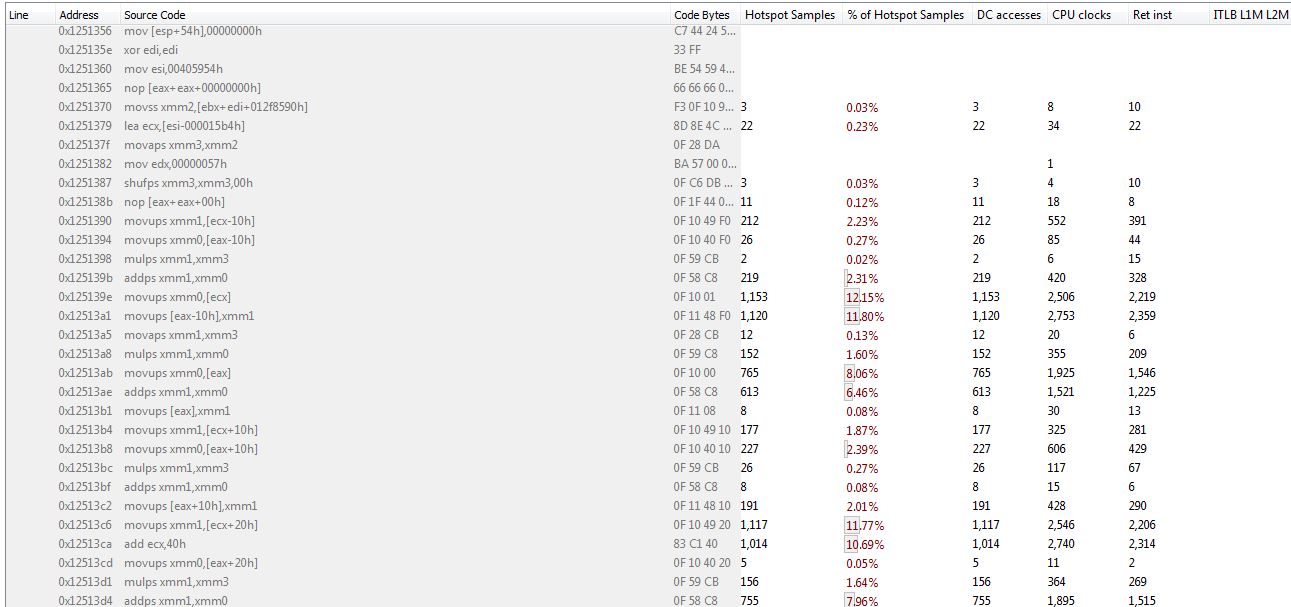 Line Address Source Code Code Bytes Hotspot Samples % of Hotspot Samples DC accesses CPU clocks Ret inst ITLB L1M L2M
0x1251356 mov [esp+54h],00000000h C7 44 24 5...
0x125135e xor edi,edi 33 FF
0x1251360 mov esi,00405954h BE 54 59 4...
0x1251365 nop [eax+eax+00000000h] 66 66 66 0...
0x1251370 movss xmm2,[ebx+edi+012f8590h] F3 0F 10 9... 3 0.03% 3 8 10
0x1251379 lea ecx,[esi-000015b4h] 8D 8E 4C ... 22 0.23% 22 34 22
0x125137f movaps xmm3,xmm2 0F 28 DA
0x1251382 mov edx,00000057h BA 57 00 0... 1
0x1251387 shufps xmm3,xmm3,00h 0F C6 DB ... 3 0.03% 3 4 10
0x125138b nop [eax+eax+00h] 0F 1F 44 0... 11 0.12% 11 18 8
0x1251390 movups xmm1,[ecx-10h] 0F 10 49 F0 212 2.23% 212 552 391
0x1251394 movups xmm0,[eax-10h] 0F 10 40 F0 26 0.27% 26 85 44
0x1251398 mulps xmm1,xmm3 0F 59 CB 2 0.02% 2 6 15
0x125139b addps xmm1,xmm0 0F 58 C8 219 2.31% 219 420 328
0x125139e movups xmm0,[ecx] 0F 10 01 1,153 12.15% 1,153 2,506 2,219
0x12513a1 movups [eax-10h],xmm1 0F 11 48 F0 1,120 11.80% 1,120 2,753 2,359
0x12513a5 movaps xmm1,xmm3 0F 28 CB 12 0.13% 12 20 6
0x12513a8 mulps xmm1,xmm0 0F 59 C8 152 1.60% 152 355 209
0x12513ab movups xmm0,[eax] 0F 10 00 765 8.06% 765 1,925 1,546
0x12513ae addps xmm1,xmm0 0F 58 C8 613 6.46% 613 1,521 1,225
0x12513b1 movups [eax],xmm1 0F 11 08 8 0.08% 8 30 13
0x12513b4 movups xmm1,[ecx+10h] 0F 10 49 10 177 1.87% 177 325 281
0x12513b8 movups xmm0,[eax+10h] 0F 10 40 10 227 2.39% 227 606 429
0x12513bc mulps xmm1,xmm3 0F 59 CB 26 0.27% 26 117 67
0x12513bf addps xmm1,xmm0 0F 58 C8 8 0.08% 8 15 6
0x12513c2 movups [eax+10h],xmm1 0F 11 48 10 191 2.01% 191 428 290
0x12513c6 movups xmm1,[ecx+20h] 0F 10 49 20 1,117 11.77% 1,117 2,546 2,206
0x12513ca add ecx,40h 83 C1 40 1,014 10.69% 1,014 2,740 2,314
0x12513cd movups xmm0,[eax+20h] 0F 10 40 20 5 0.05% 5 11 2
0x12513d1 mulps xmm1,xmm3 0F 59 CB 156 1.64% 156 364 269
0x12513d4 addps xmm1,xmm0 0F 58 C8 755 7.96% 755 1,895 1,515